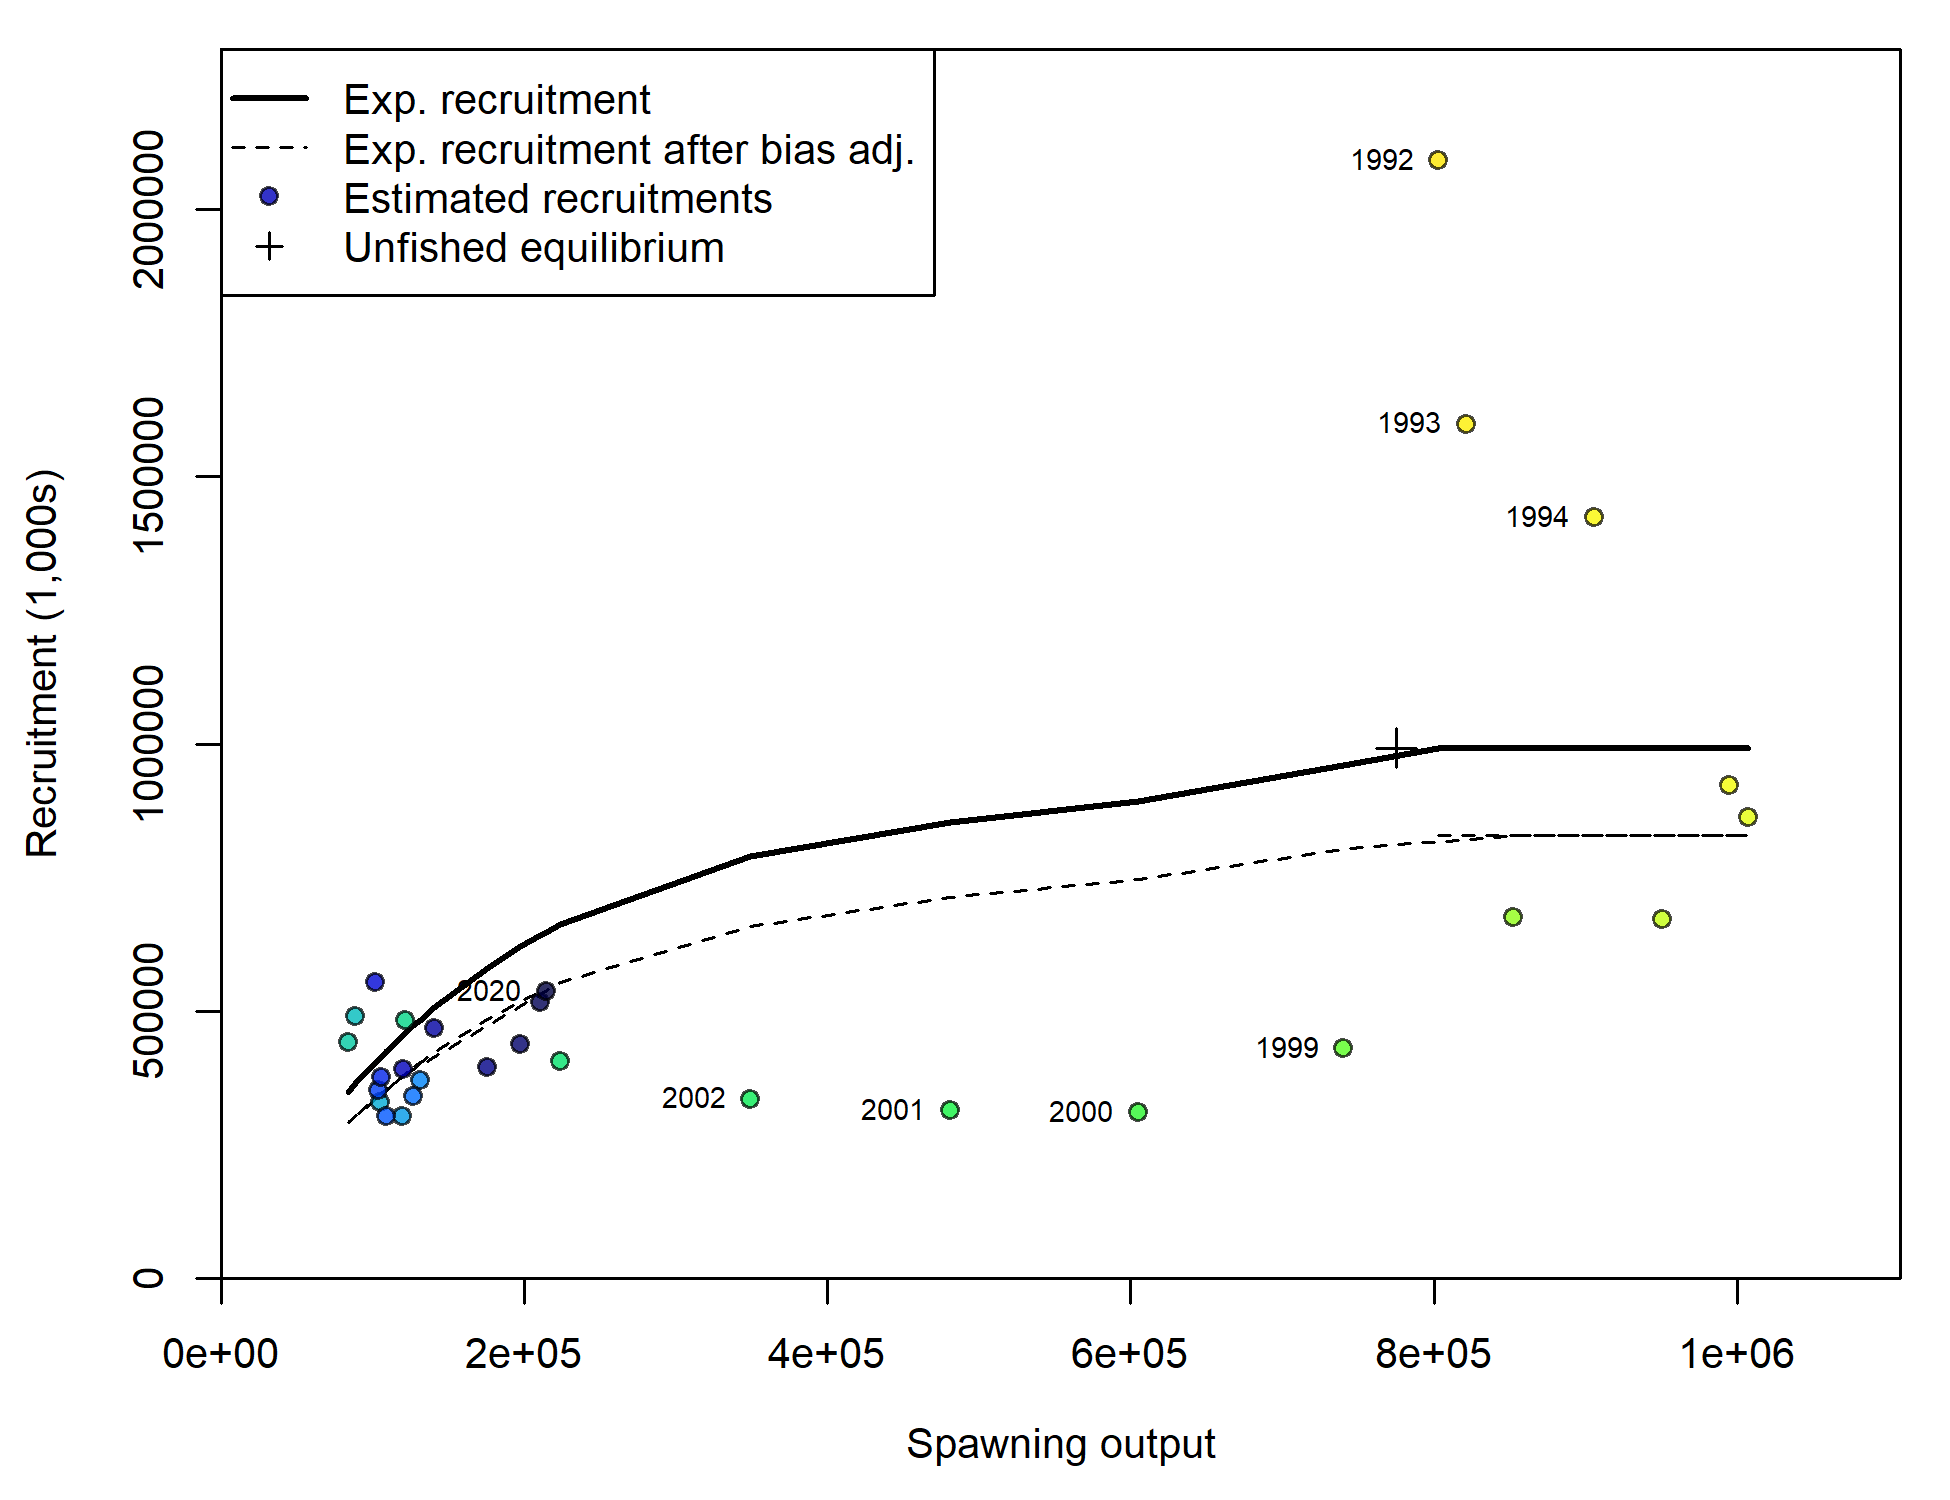 Exp. recruitment
Exp. recruitment after bias adj.
Estimated recruitments
Unfished equilibrium
1992
1993
1994
2020
1999
2002
2001
2000
Recruitment (1,000s)
2000000
1500000
1000000
500000
0
0e+00
2e+05
4e+05
6e+05
8e+05
1e+06
Spawning output